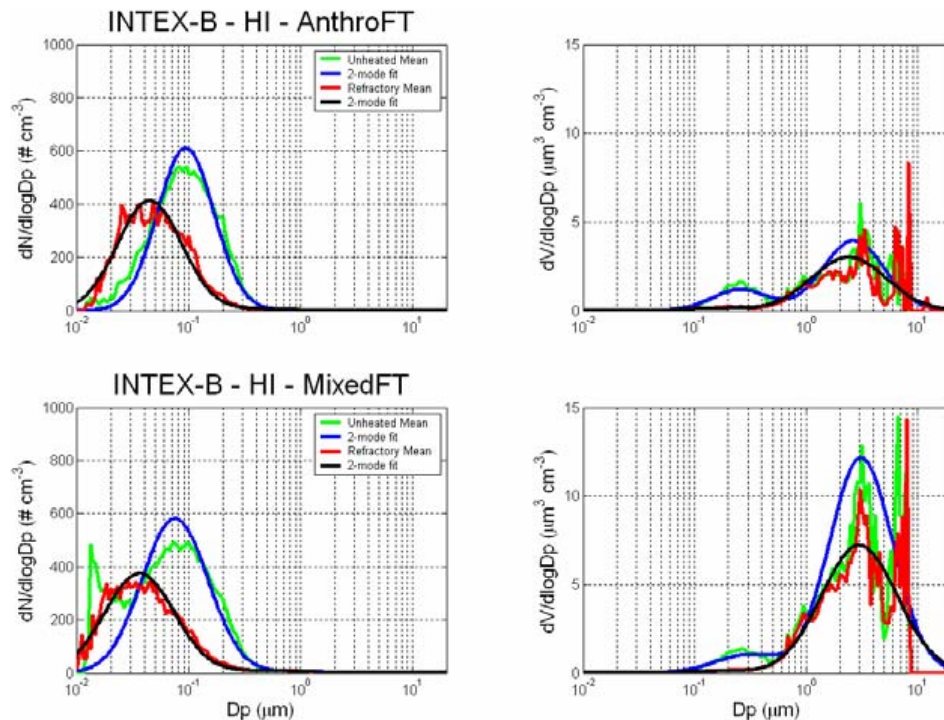 INTEX-B - HI - AnthroFT
1000
800
600
400
200
0
dN/dlogDp (# cm-3)
10-2
10-1
100
101
Unheated Mean
2-mode fit
Refractory Mean
2-mode fit
15
10
5
0
dV/dlogDp (μm3 cm-3)
10-2
10-1
100
101
INTEX-B - HI - MixedFT
1000
800
600
400
200
0
dN/dlogDp (# cm-3)
10-2
10-1
100
101
Dp (μm)
Unheated Mean
2-mode fit
Refractory Mean
2-mode fit
15
10
5
0
dV/dlogDp (μm3 cm-3)
10-2
10-1
100
101
Dp (μm)